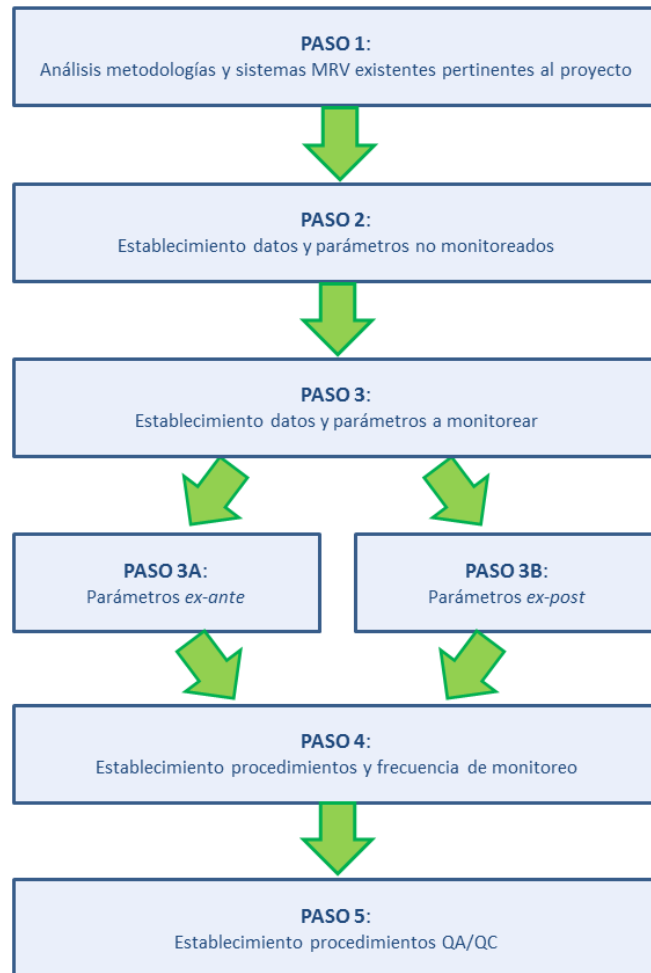 PASO 1:
Análisis metodologías y sistemas MRV existentes pertinentes al proyecto
PASO 2:
Establecimiento datos y parámetros no monitoreados
PASO 3:
Establecimiento datos y parámetros a monitorear
PASO 3A:
Parámetros ex-ante
PASO 3B:
Parámetros ex-post
PASO 4:
Establecimiento procedimientos y frecuencia de monitoreo
PASO 5:
Establecimiento procedimientos QA/QC